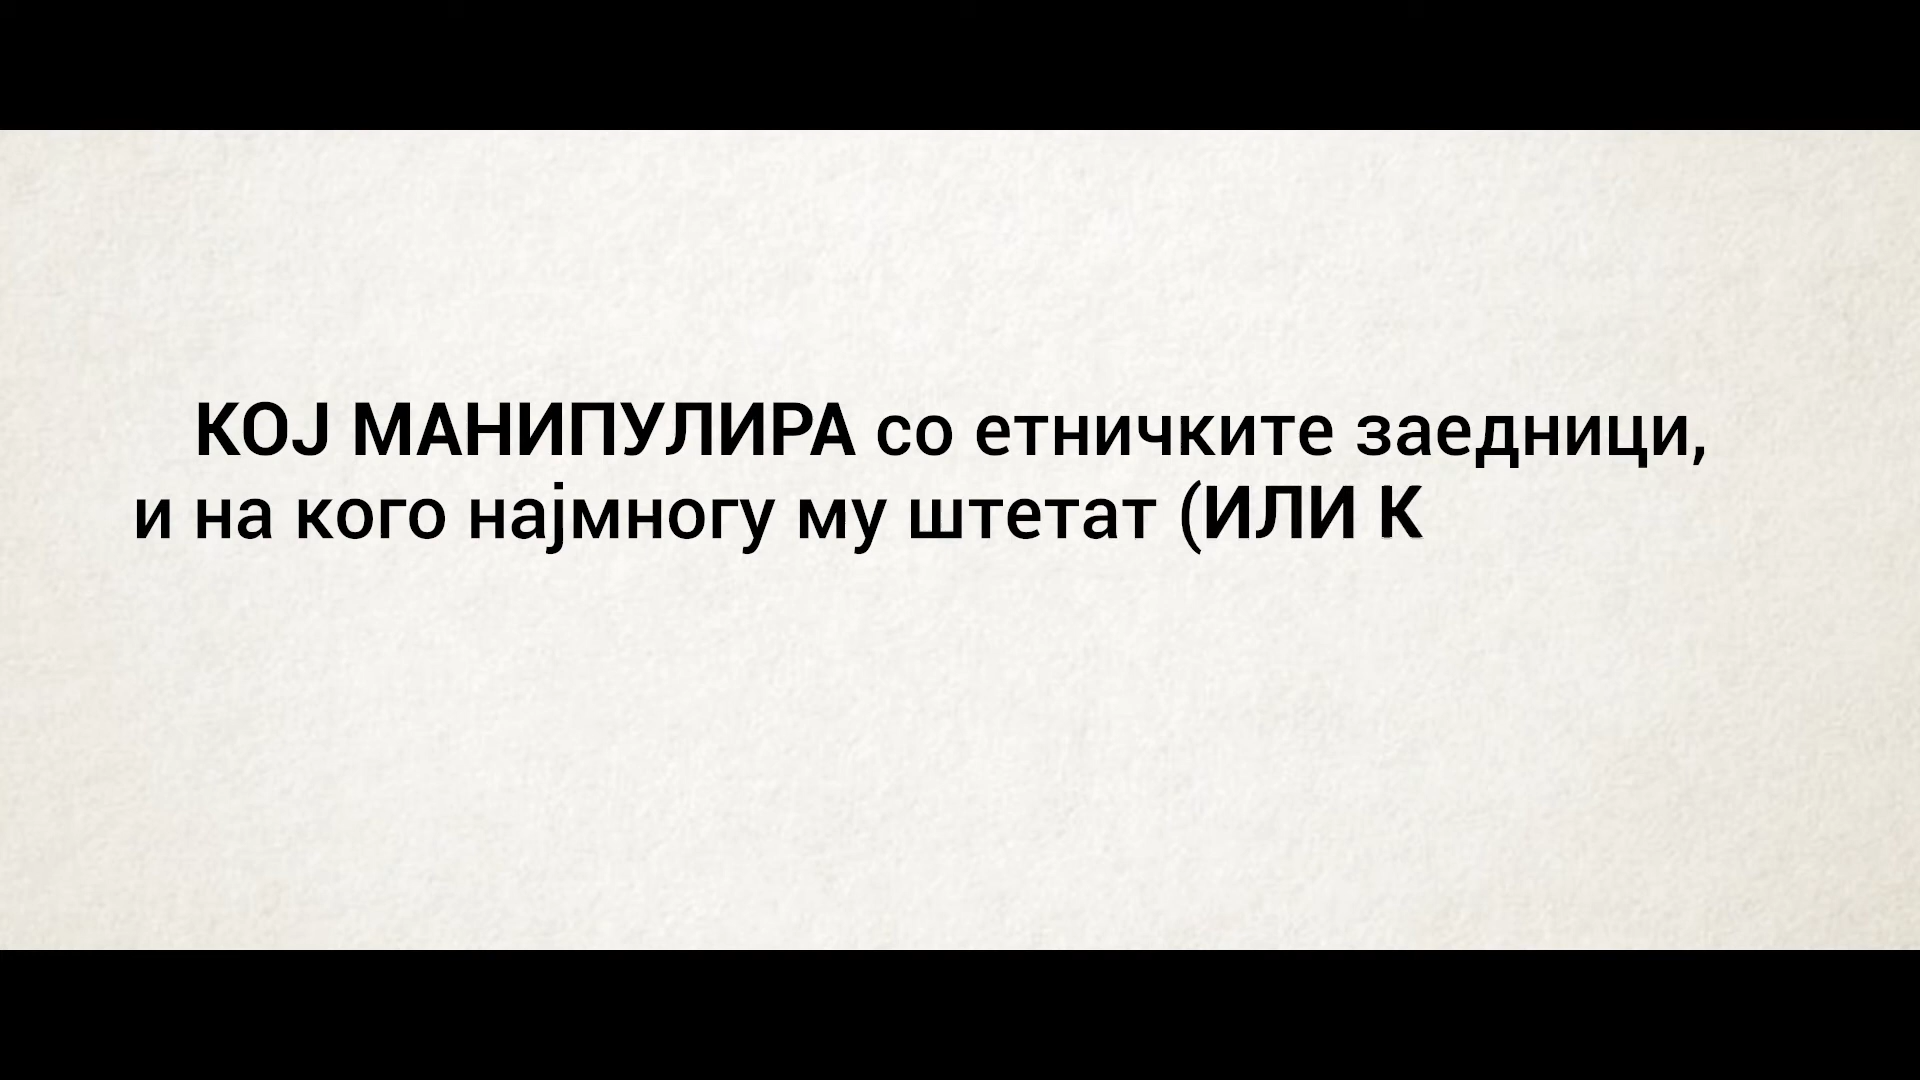 КОЈ МАНИПУЛИРА со етничките заедници,
и на кого најмногу му штетат (ИЛИ К